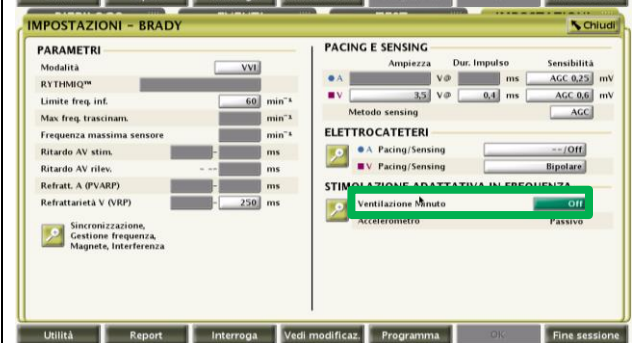 IMPOSTAZIONI - BRADY
Chiudi
PARAMETRI
Modalità VVI
RYTHMIQ™
Limite freq. inf. 60 min⁻¹
Max freq. trascinam. min⁻¹
Frequenza massima sensore min⁻¹
Ritardo AV stim. - ms
Ritardo AV rilev. - -- - ms
Refratt. A (PVARP) - ms
Refrattarietà V (VRP) - 250 ms
Sincronizzazione,
Gestione frequenza,
Magnete, Interferenza
PACING E SENSING
Ampiezza Dur. Impulso Sensibilità
A V@ ms AGC 0,25 mV
V 3,5 V@ 0,4 ms AGC 0,6 mV
Metodo sensing AGC
ELETTROCATETERI
A Pacing/Sensing --/Off
V Pacing/Sensing Bipolare
STIMOLAZIONE ADATTATIVA IN FREQUENZA
Ventilazione Minuto Off
Accelerometro Passivo
Utilità Report Interroga Vedi modificaz. Programma OK Fine sessione